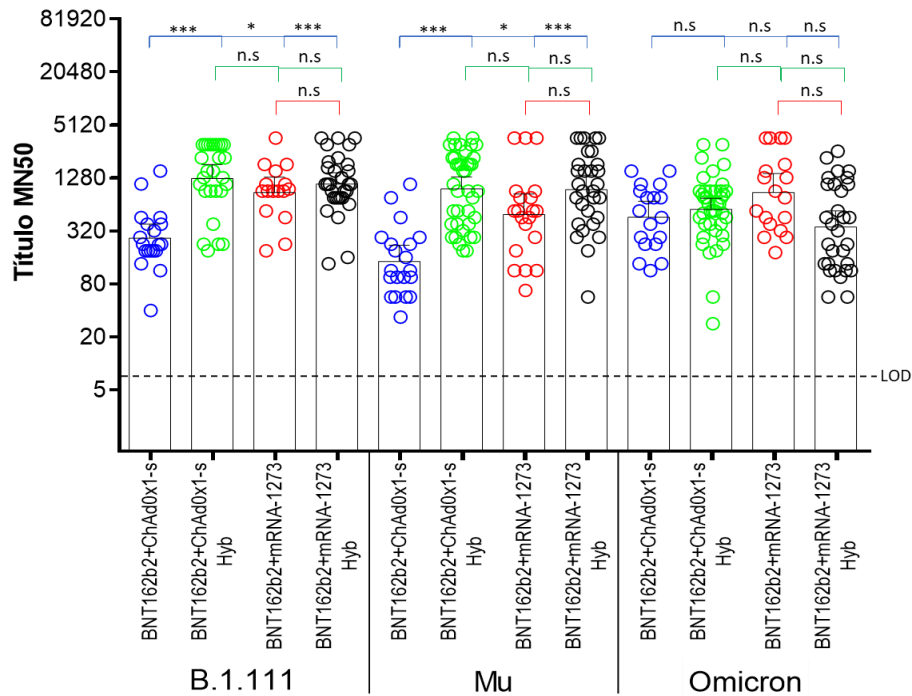 81920
20480
5120
1280
320
80
20
5
Título MN50
*** * ***
n.s n.s
n.s
*** * ***
n.s n.s
n.s
n.s n.s n.s
n.s n.s
n.s
LOD
BNT162b2+ChAd0x1-s
BNT162b2+ChAd0x1-s
Hyb
BNT162b2+mRNA-1273
BNT162b2+mRNA-1273
Hyb
BNT162b2+ChAd0x1-s
BNT162b2+ChAd0x1-s
Hyb
BNT162b2+mRNA-1273
BNT162b2+mRNA-1273
Hyb
BNT162b2+ChAd0x1-s
BNT162b2+ChAd0x1-s
Hyb
BNT162b2+mRNA-1273
BNT162b2+mRNA-1273
Hyb
B.1.111
Mu
Omicron